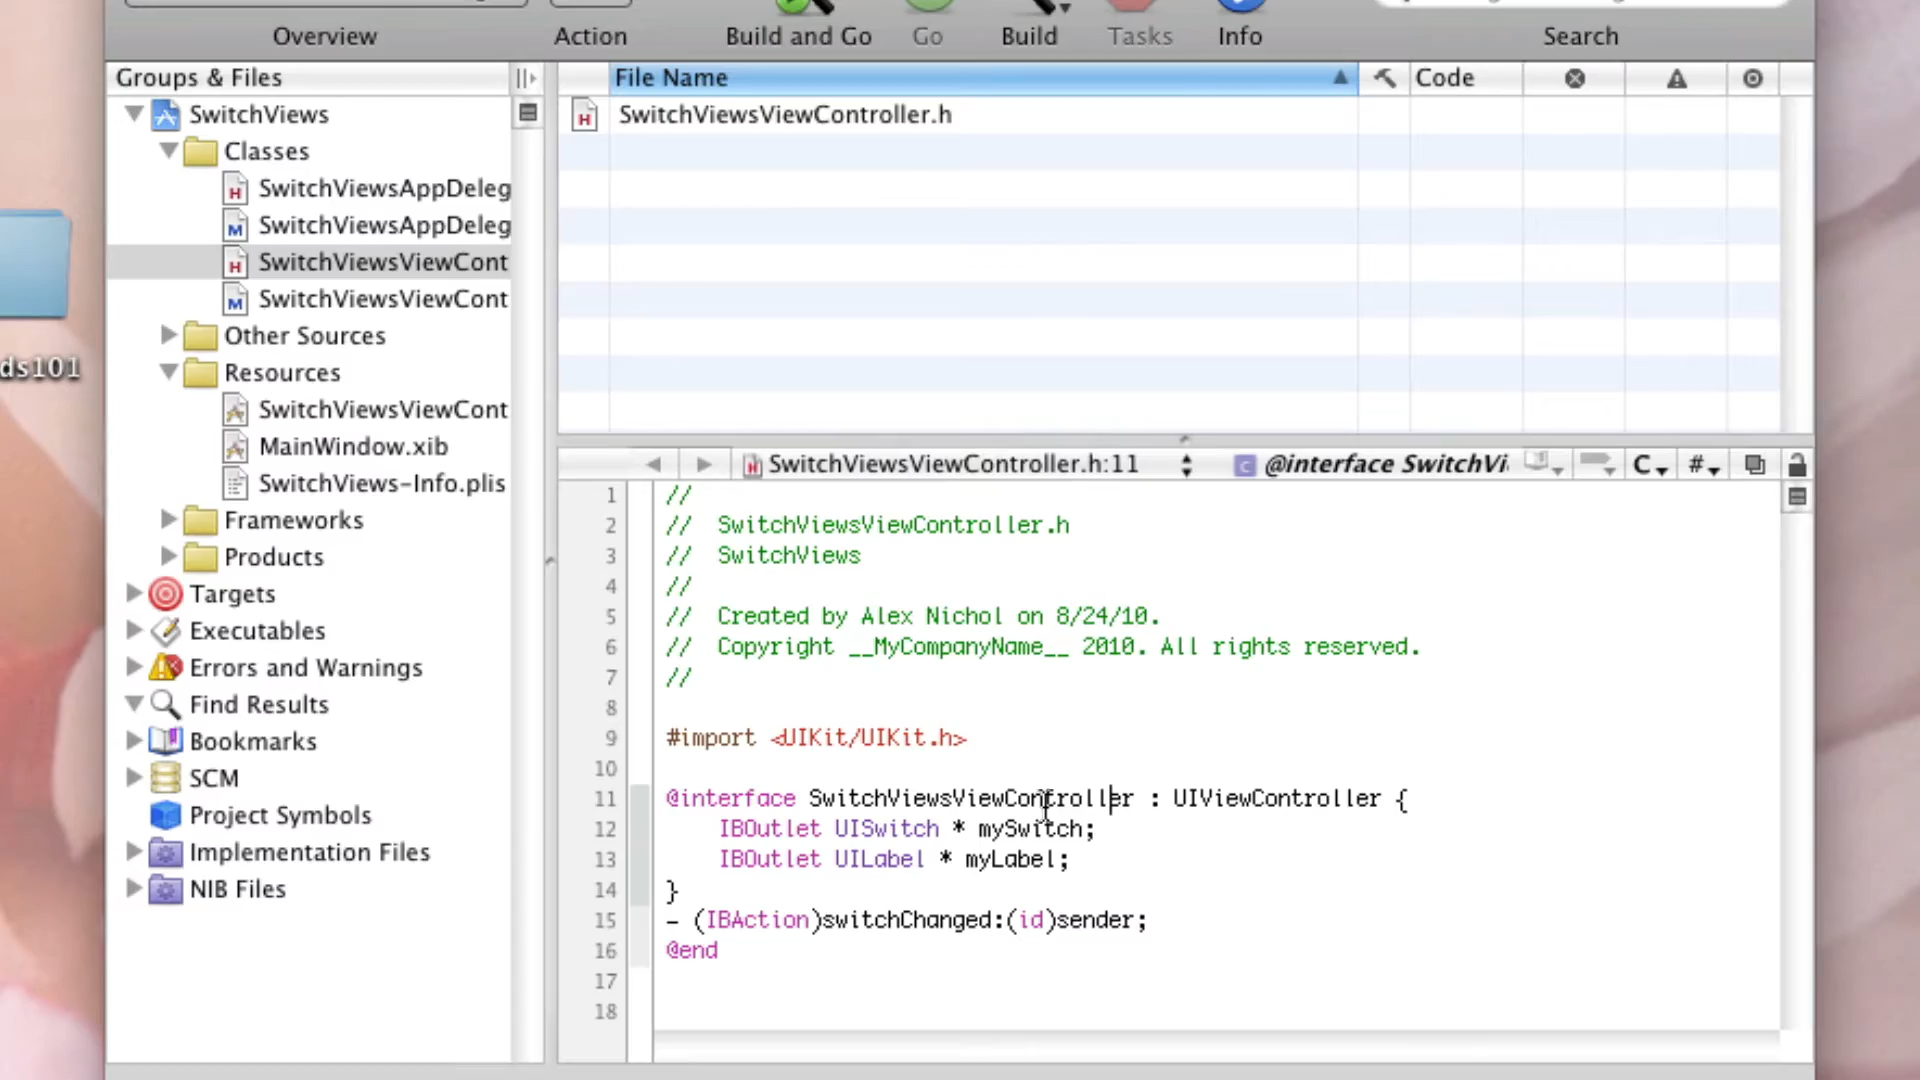 Overview Action Build and Go Go Build Tasks Info Search
Groups & Files
SwitchViews
Classes
SwitchViewsAppDeleg
SwitchViewsAppDeleg
SwitchViewsViewCont
SwitchViewsViewCont
Other Sources
Resources
SwitchViewsViewCont
MainWindow.xib
SwitchViews-Info.plis
Frameworks
Products
Targets
Executables
Errors and Warnings
Find Results
Bookmarks
SCM
Project Symbols
Implementation Files
NIB Files
ds101
File Name Code
SwitchViewsViewController.h
SwitchViewsViewController.h:11 @interface SwitchVi C #
1 //
2 // SwitchViewsViewController.h
3 // SwitchViews
4 //
5 // Created by Alex Nichol on 8/24/10.
6 // Copyright __MyCompanyName__ 2010. All rights reserved.
7 //
8
9 #import <UIKit/UIKit.h>
10
11 @interface SwitchViewsViewController : UIViewController {
12 IBOutlet UISwitch * mySwitch;
13 IBOutlet UILabel * myLabel;
14 }
15 - (IBAction)switchChanged:(id)sender;
16 @end
17
18